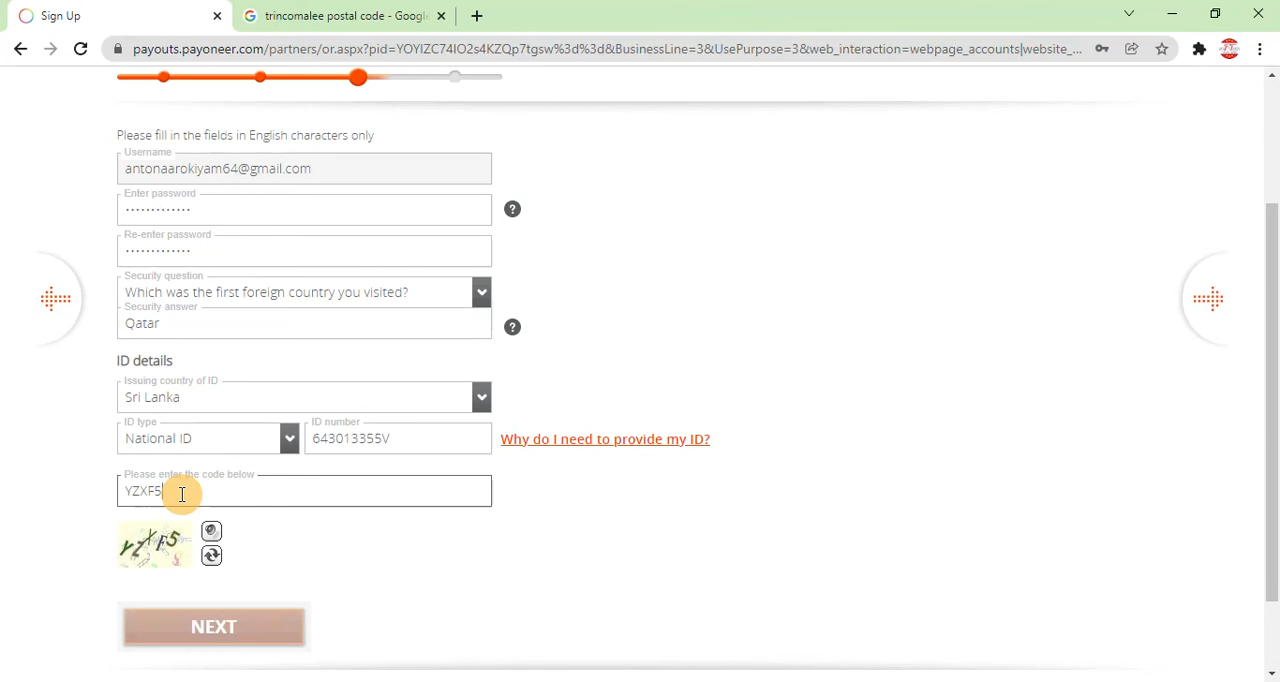 Sign Up
trincomalee postal code - Googl
payouts.payoneer.com/partners/or.aspx?pid=YOYIZC74IO2s4KZQp7rgsw%3d%3d&BusinessLine=3&UsePurpose=3&web_interaction=webpage_accounts|website_...
Please fill in the fields in English characters only
Username
antonaarokiyam64@gmail.com
Enter password
•••••••••••••
?
Re-enter password
•••••••••••••
Security question
Which was the first foreign country you visited?
Security answer
Qatar
?
ID details
Issuing country of ID
Sri Lanka
ID type
National ID
ID number
643013355V
Why do I need to provide my ID?
Please enter the code below
YZXF5
YZXF5
NEXT